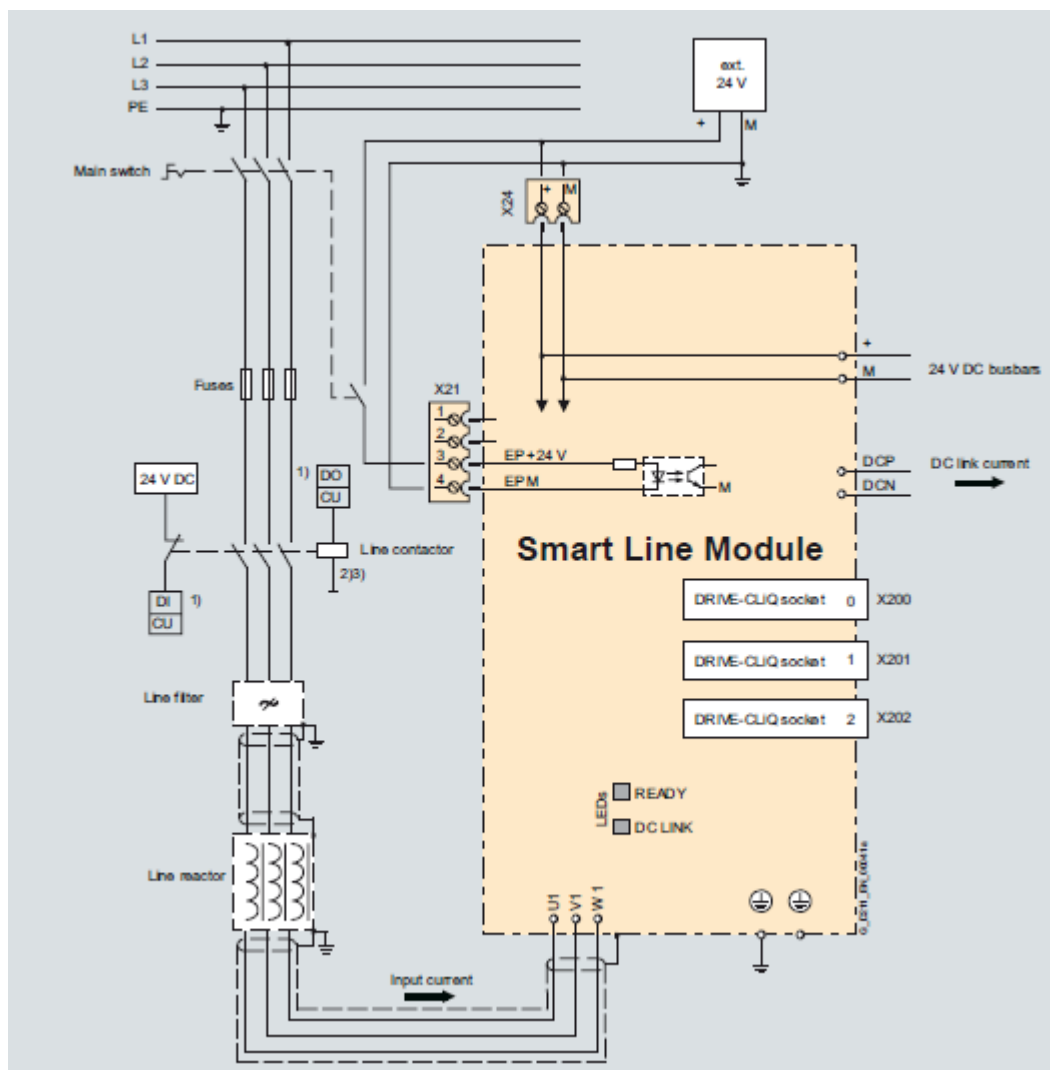 L1
L2
L3
PE
ext.
24 V
+
M
Main switch
X24
+
M
+
M
24 V DC busbars
Fuses
X21
1
2
3
4
EP+24 V
EP M
M
DCP
DCN
DC link current
24 V DC
1)
DO
CU
Line contactor
2)3)
DI
CU
1)
Smart Line Module
DRIVE-CLiQ socket 0
X200
DRIVE-CLiQ socket 1
X201
DRIVE-CLiQ socket 2
X202
Line filter
LEDs
READY
DC LINK
Line reactor
U1
V1
W1
Input current